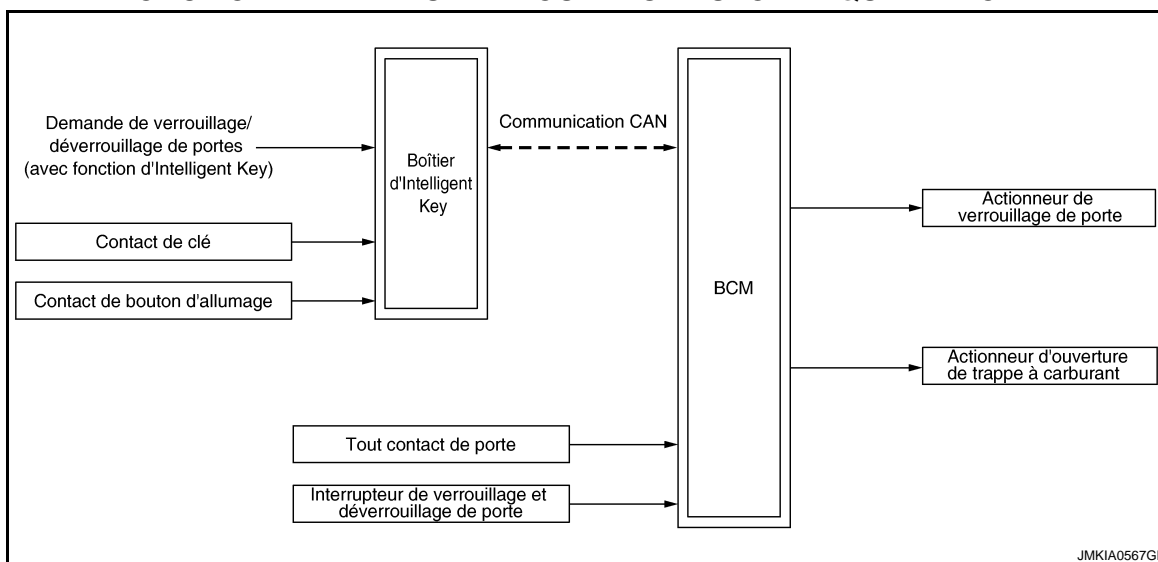 Demande de verrouillage/
déverrouillage de portes
(avec fonction d'Intelligent Key)
Contact de clé
Contact de bouton d'allumage
Boîtier
d'Intelligent
Key
Communication CAN
BCM
Actionneur de
verrouillage de porte
Actionneur d'ouverture
de trappe à carburant
Tout contact de porte
Interrupteur de verrouillage et
déverrouillage de porte